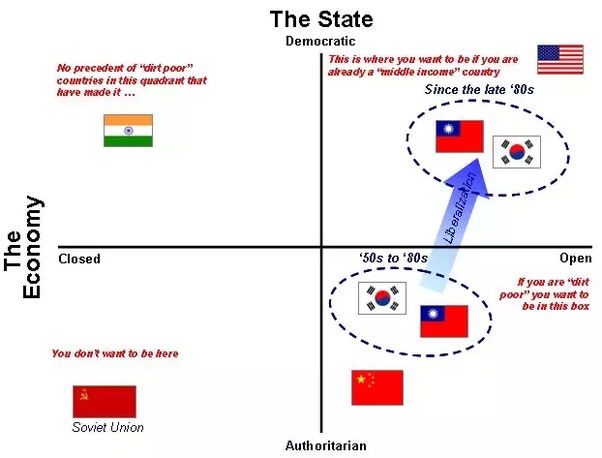 The State
Democratic
No precedent of “dirt poor”
countries in this quadrant that
have made it ...
This is where you want to be if you are
already a “middle income” country
Since the late ‘80s
Liberalization
The
Economy
Closed
‘50s to ‘80s
Open
If you are “dirt
poor” you want to
be in this box
You don’t want to be here
Soviet Union
Authoritarian